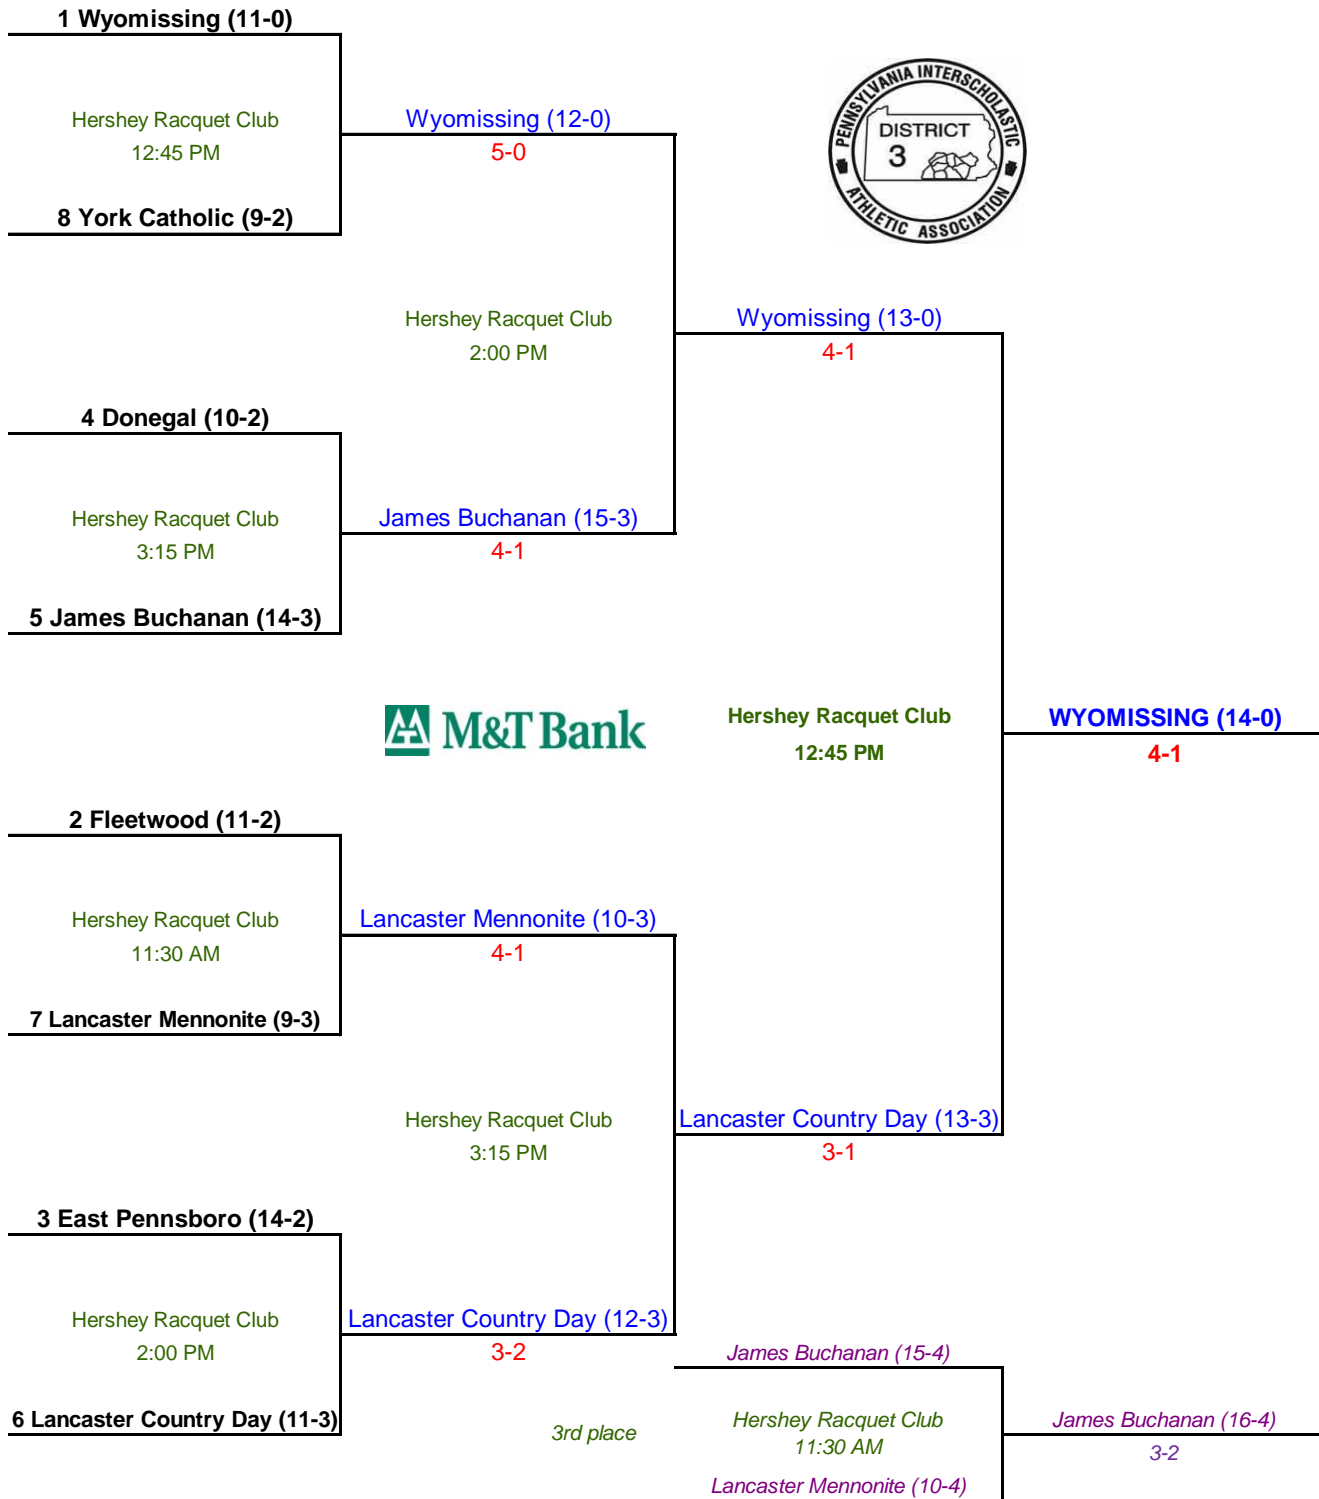 1 Wyomissing (11-0)
Hershey Racquet Club
12:45 PM
8 York Catholic (9-2)
Wyomissing (12-0)
5-0
PENNSYLVANIA INTERSCHOLASTIC
DISTRICT
3
ATHLETIC ASSOCIATION
Hershey Racquet Club
2:00 PM
Wyomissing (13-0)
4-1
4 Donegal (10-2)
Hershey Racquet Club
3:15 PM
5 James Buchanan (14-3)
James Buchanan (15-3)
4-1
M&T Bank
Hershey Racquet Club
12:45 PM
WYOMISSING (14-0)
4-1
2 Fleetwood (11-2)
Hershey Racquet Club
11:30 AM
7 Lancaster Mennonite (9-3)
Lancaster Mennonite (10-3)
4-1
Hershey Racquet Club
3:15 PM
Lancaster Country Day (13-3)
3-1
3 East Pennsboro (14-2)
Hershey Racquet Club
2:00 PM
6 Lancaster Country Day (11-3)
Lancaster Country Day (12-3)
3-2
3rd place
James Buchanan (15-4)
Hershey Racquet Club
11:30 AM
Lancaster Mennonite (10-4)
James Buchanan (16-4)
3-2